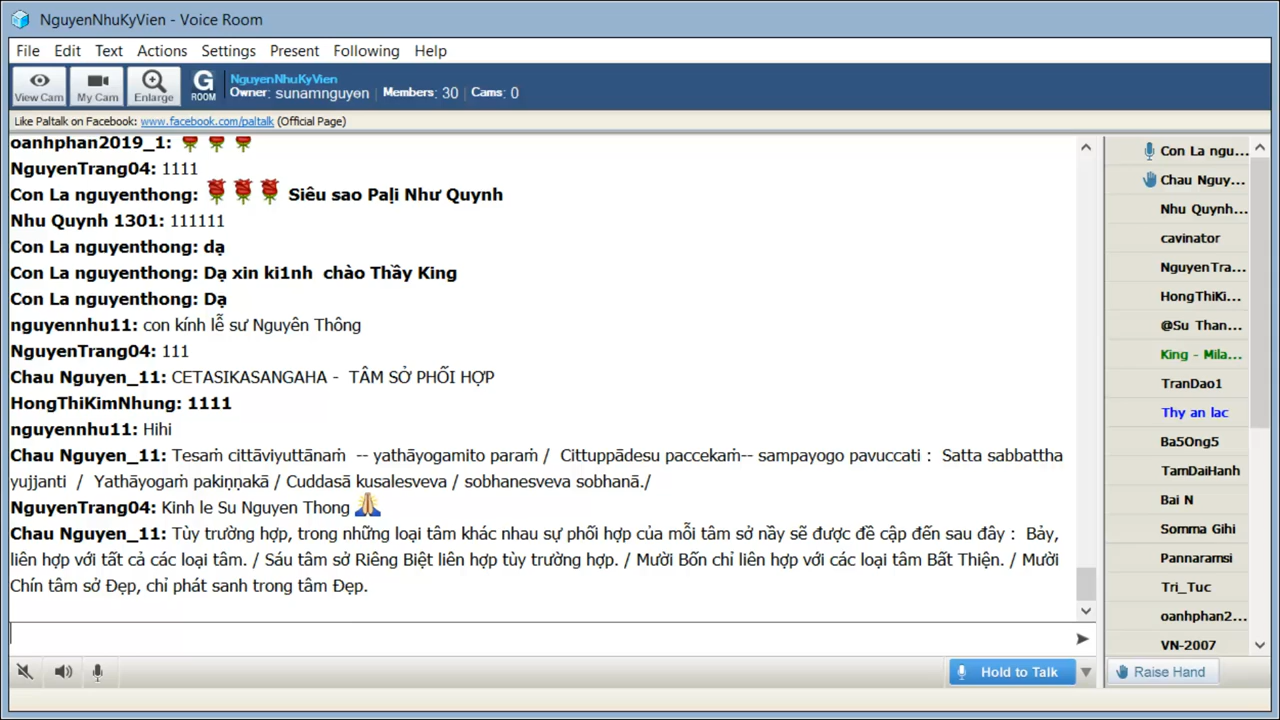 NguyenNhuKyVien - Voice Room
File Edit Text Actions Settings Present Following Help
View Cam My Cam Enlarge G ROOM
NguyenNhuKyVien
Owner: sunamnguyen | Members: 30 | Cams: 0
Like Paltalk on Facebook: www.facebook.com/paltalk (Official Page)
oanhphan2019_1:
NguyenTrang04: 1111
Con La nguyenthong: Siêu sao Paḷi Như Quynh
Nhu Quynh 1301: 111111
Con La nguyenthong: dạ
Con La nguyenthong: Dạ xin ki1nh chào Thầy King
Con La nguyenthong: Dạ
nguyennhu11: con kính lễ sư Nguyên Thông
NguyenTrang04: 111
Chau Nguyen_11: CETASIKASANGAHA - TÂM SỞ PHỐI HỢP
HongThiKimNhung: 1111
nguyennhu11: Hihi
Chau Nguyen_11: Tesaṁ cittāviyuttānaṁ -- yathāyogamito paraṁ / Cittuppādesu paccekaṁ-- sampayogo pavuccati : Satta sabbattha
yujjanti / Yathāyogaṁ pakiṇṇakā / Cuddasā kusalesveva / sobhanesveva sobhanā./
NguyenTrang04: Kinh le Su Nguyen Thong
Chau Nguyen_11: Tùy trường hợp, trong những loại tâm khác nhau sự phối hợp của mỗi tâm sở nầy sẽ được đề cập đến sau đây : Bảy,
liên hợp với tất cả các loại tâm. / Sáu tâm sở Riêng Biệt liên hợp tùy trường hợp. / Mười Bốn chỉ liên hợp với các loại tâm Bất Thiện. / Mười
Chín tâm sở Đẹp, chỉ phát sanh trong tâm Đẹp.
Con La ngu...
Chau Nguy...
Nhu Quynh...
cavinator
NguyenTra...
HongThiKi...
@Su Than...
King - Mila...
TranDao1
Thy an lac
Ba5Ong5
TamDaiHanh
Bai N
Somma Gihi
Pannaramsi
Tri_Tuc
oanhphan2...
VN-2007
Hold to Talk
Raise Hand